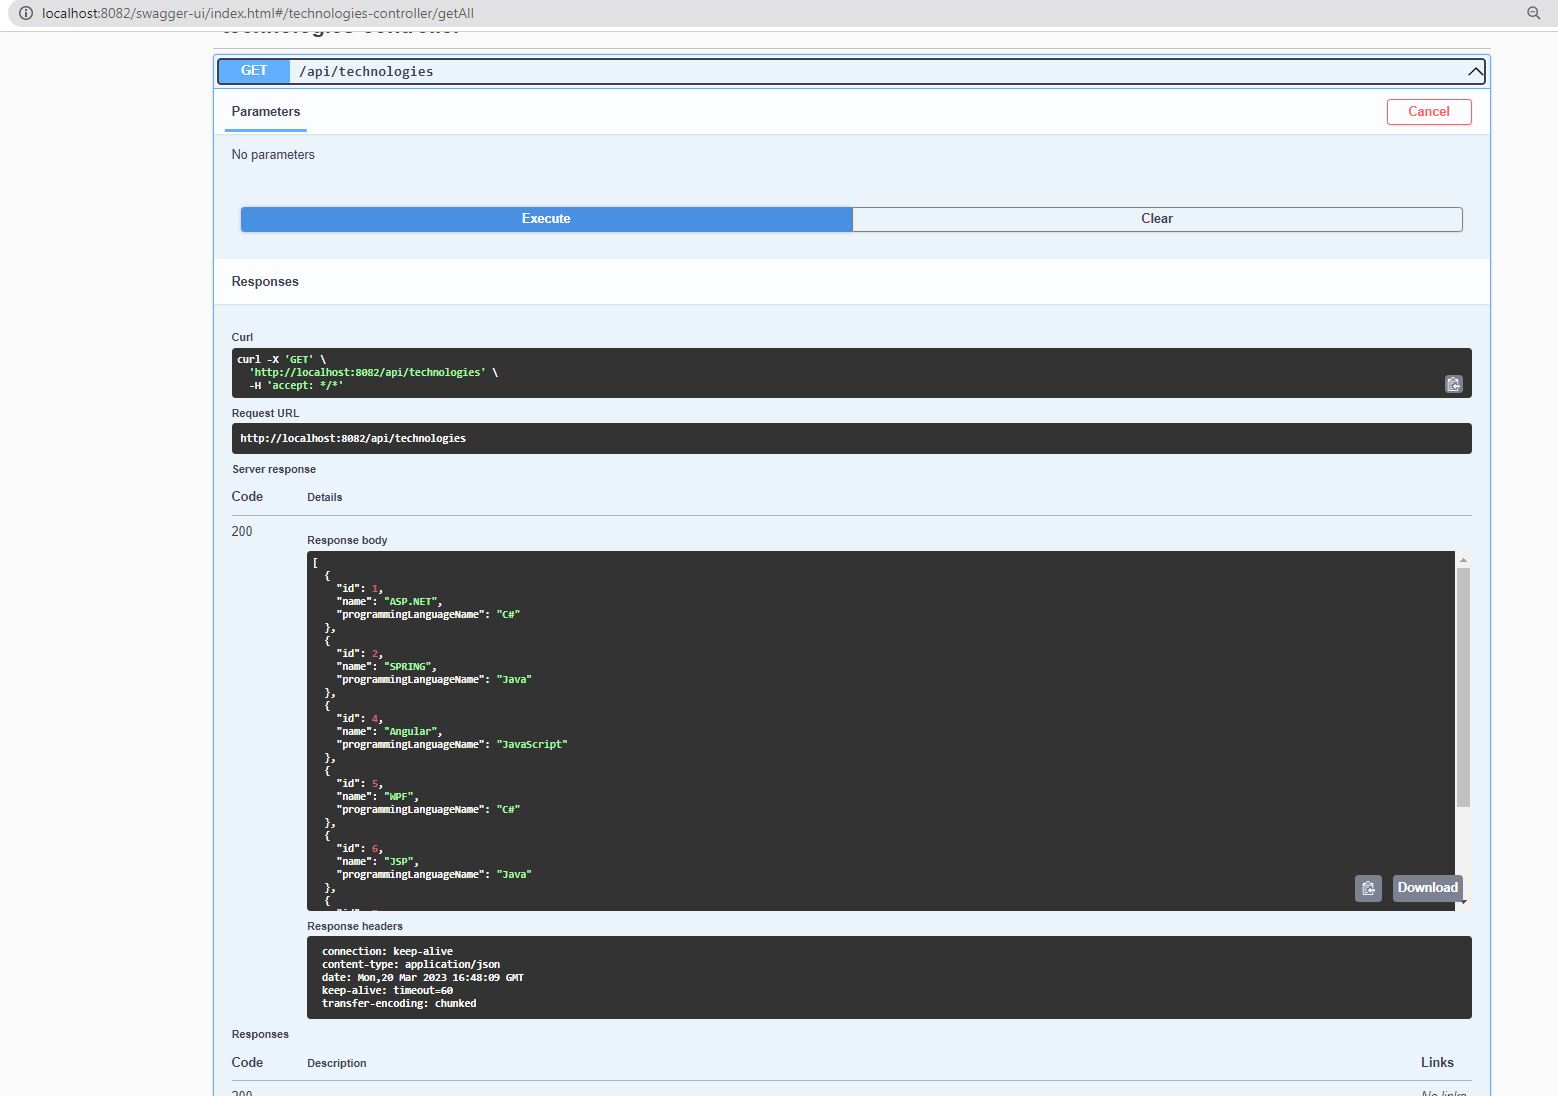 localhost:8082/swagger-ui/index.html#/technologies-controller/getAll
technologies-controller
GET /api/technologies
Parameters
Cancel
No parameters
Execute
Clear
Responses
Curl
curl -X 'GET' \
'http://localhost:8082/api/technologies' \
-H 'accept: */*'
Request URL
http://localhost:8082/api/technologies
Server response
Code Details
200
Response body
[
{
"id": 1,
"name": "ASP.NET",
"programmingLanguageName": "C#"
},
{
"id": 2,
"name": "SPRING",
"programmingLanguageName": "Java"
},
{
"id": 4,
"name": "Angular",
"programmingLanguageName": "JavaScript"
},
{
"id": 5,
"name": "WPF",
"programmingLanguageName": "C#"
},
{
"id": 6,
"name": "JSP",
"programmingLanguageName": "Java"
},
{
Download
Response headers
connection: keep-alive
content-type: application/json
date: Mon,20 Mar 2023 16:48:09 GMT
keep-alive: timeout=60
transfer-encoding: chunked
Responses
Code Description Links
200 No links